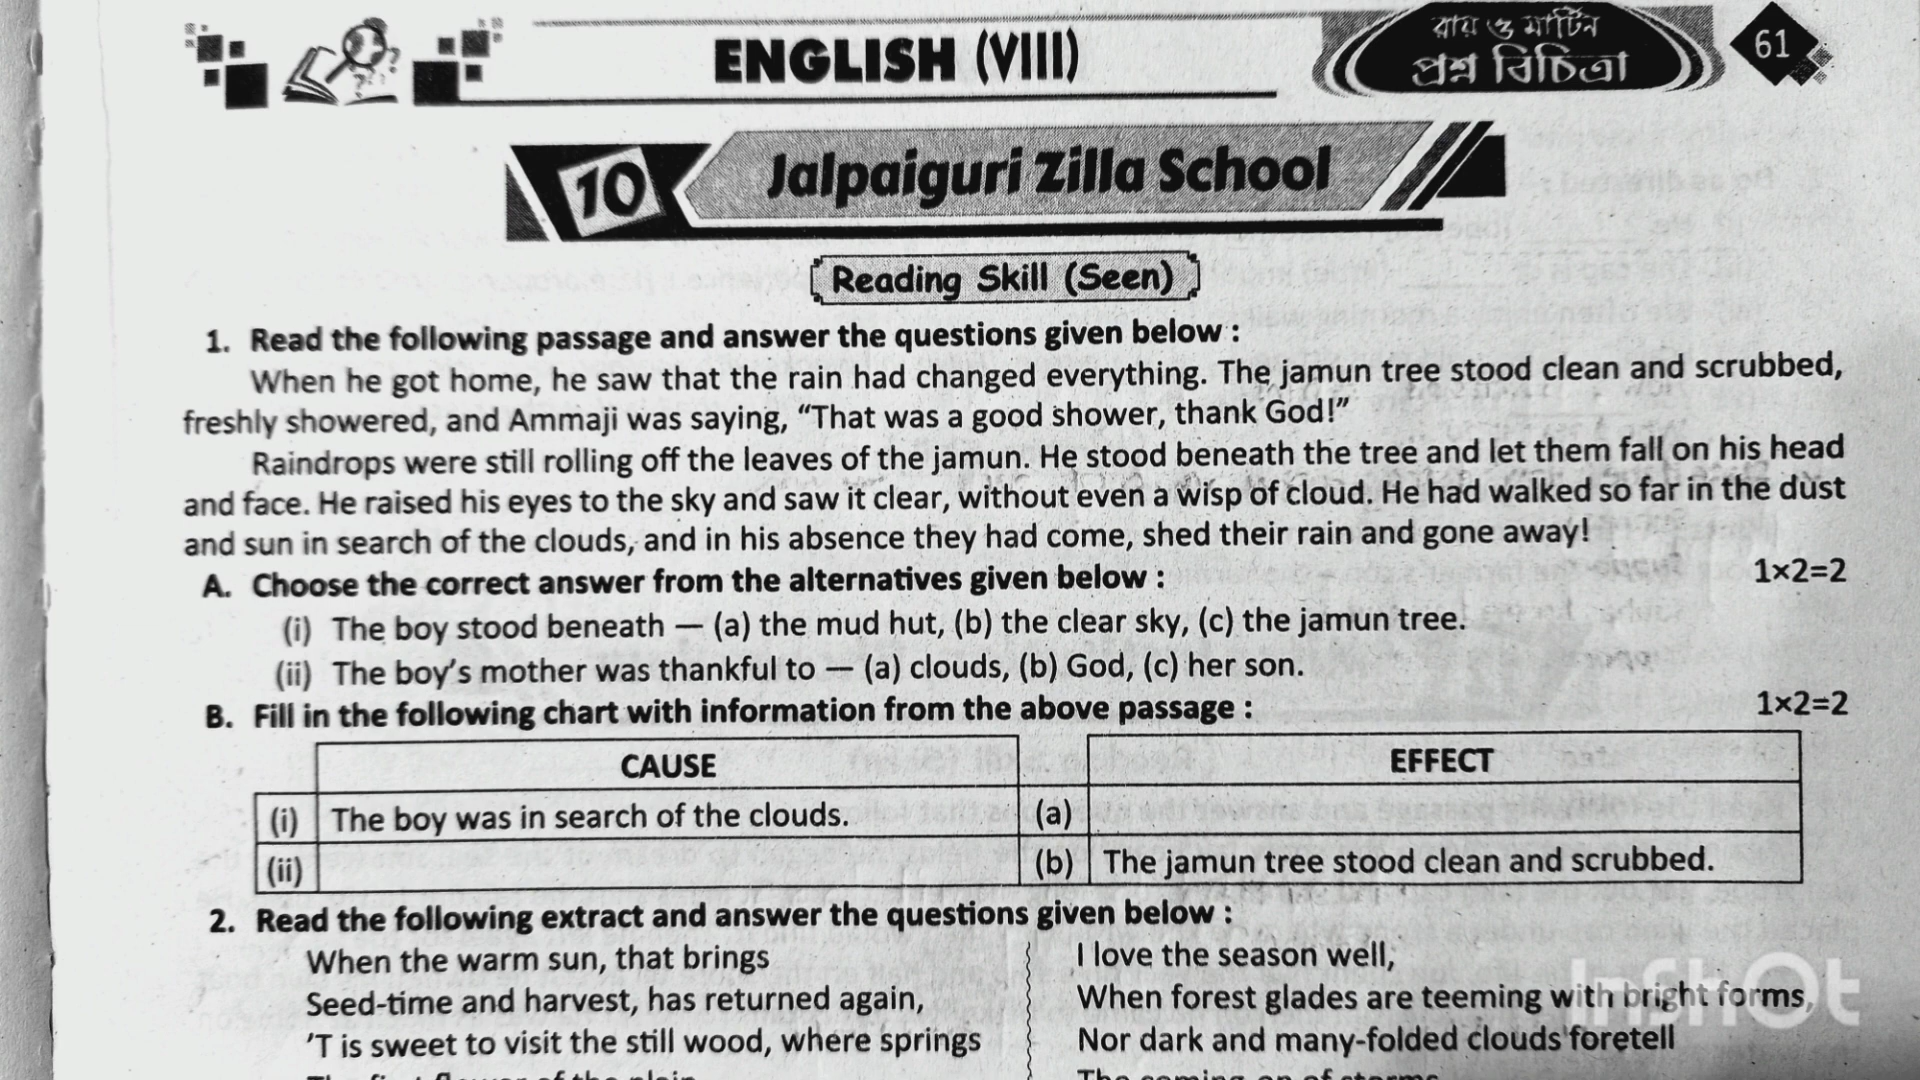 ENGLISH (VIII)
রায় ও মার্টিন
প্রশ্ন বিচিত্রা
61
10 Jalpaiguri Zilla School
Reading Skill (Seen)
1. Read the following passage and answer the questions given below :
When he got home, he saw that the rain had changed everything. The jamun tree stood clean and scrubbed,
freshly showered, and Ammaji was saying, “That was a good shower, thank God!”
Raindrops were still rolling off the leaves of the jamun. He stood beneath the tree and let them fall on his head
and face. He raised his eyes to the sky and saw it clear, without even a wisp of cloud. He had walked so far in the dust
and sun in search of the clouds, and in his absence they had come, shed their rain and gone away!
A. Choose the correct answer from the alternatives given below : 1×2=2
(i) The boy stood beneath — (a) the mud hut, (b) the clear sky, (c) the jamun tree.
(ii) The boy’s mother was thankful to — (a) clouds, (b) God, (c) her son.
B. Fill in the following chart with information from the above passage : 1×2=2
CAUSE EFFECT
(i) The boy was in search of the clouds. (a)
(ii) (b) The jamun tree stood clean and scrubbed.
2. Read the following extract and answer the questions given below :
When the warm sun, that brings
Seed-time and harvest, has returned again,
’T is sweet to visit the still wood, where springs
I love the season well,
When forest glades are teeming with bright forms,
Nor dark and many-folded clouds foretell
InShOt